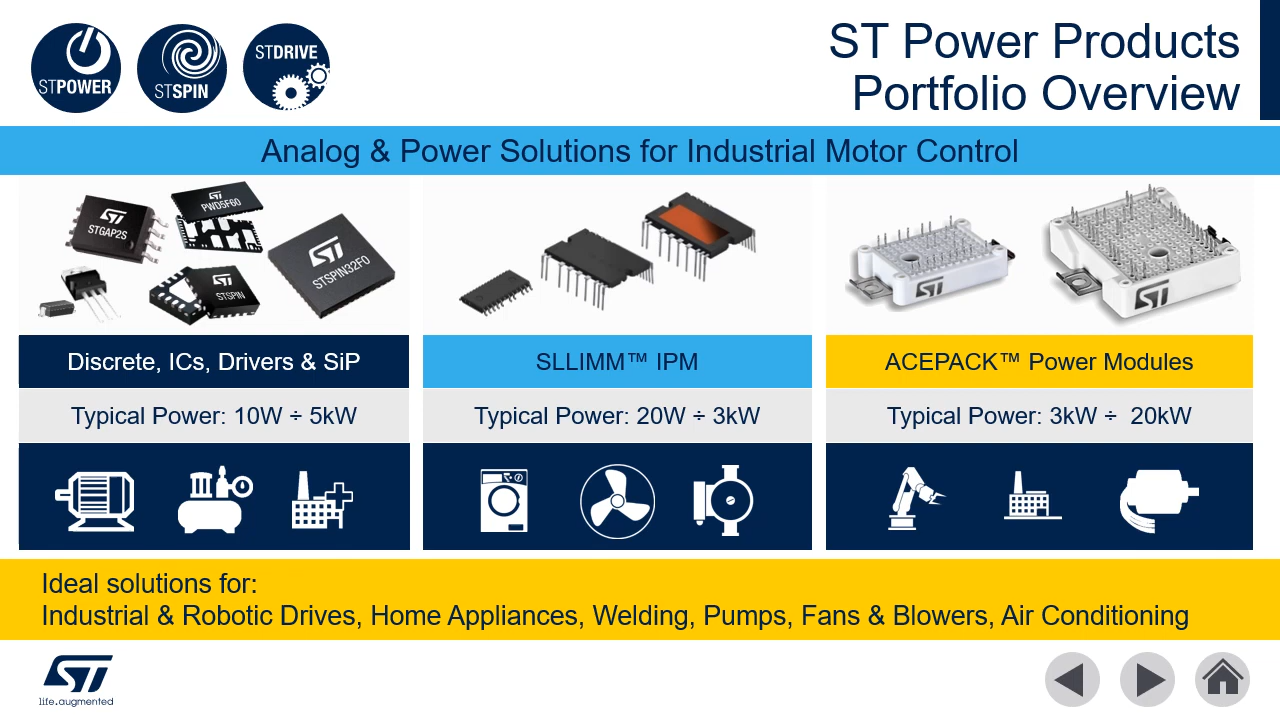 STPOWER
STSPIN
STDRIVE
ST Power Products
Portfolio Overview
Analog & Power Solutions for Industrial Motor Control
STGAP2S
PWD5F60
STSPIN
STSPIN32F0
ST
Discrete, ICs, Drivers & SiP
SLLIMM™ IPM
ACEPACK™ Power Modules
Typical Power: 10W ÷ 5kW
Typical Power: 20W ÷ 3kW
Typical Power: 3kW ÷  20kW
Ideal solutions for:
Industrial & Robotic Drives, Home Appliances, Welding, Pumps, Fans & Blowers, Air Conditioning
ST
life.augmented